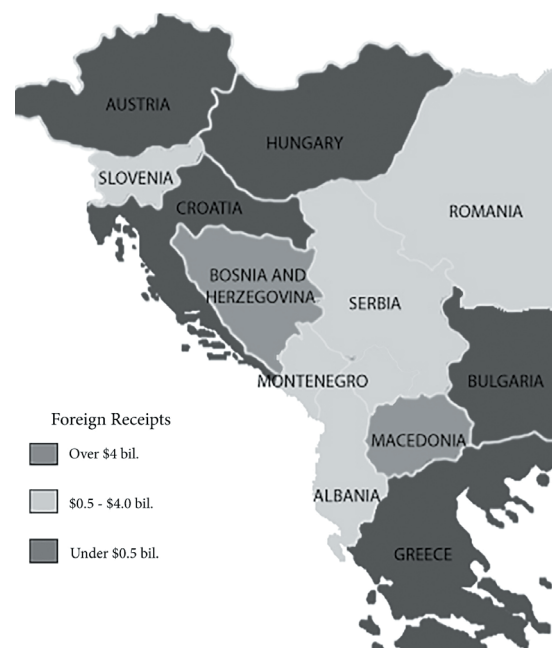 AUSTRIA
HUNGARY
SLOVENIA
CROATIA
ROMANIA
BOSNIA AND
HERZEGOVINA
SERBIA
MONTENEGRO
BULGARIA
MACEDONIA
ALBANIA
GREECE
Foreign Receipts
Over $4 bil.
$0.5 - $4.0 bil.
Under $0.5 bil.